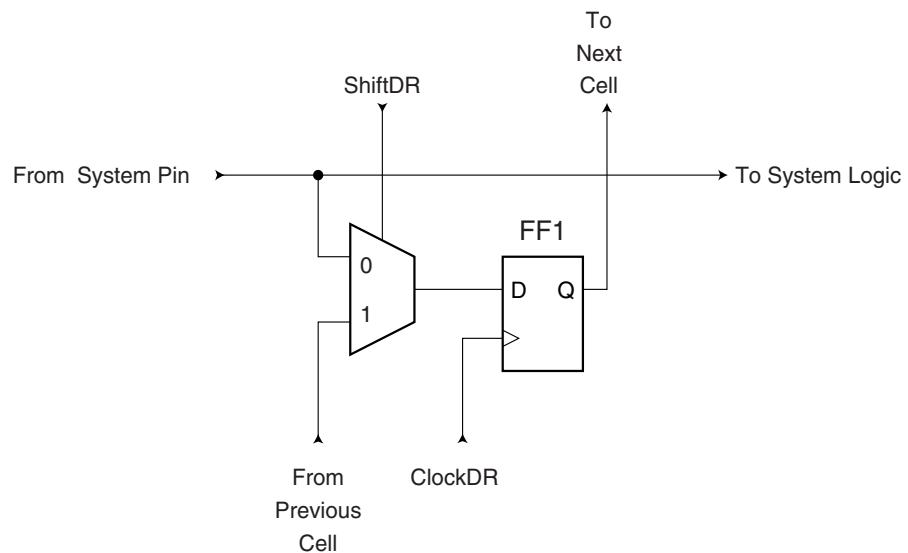 To
Next
Cell
ShiftDR
From System Pin
To System Logic
FF1
0
D Q
1
From
Previous
Cell
ClockDR